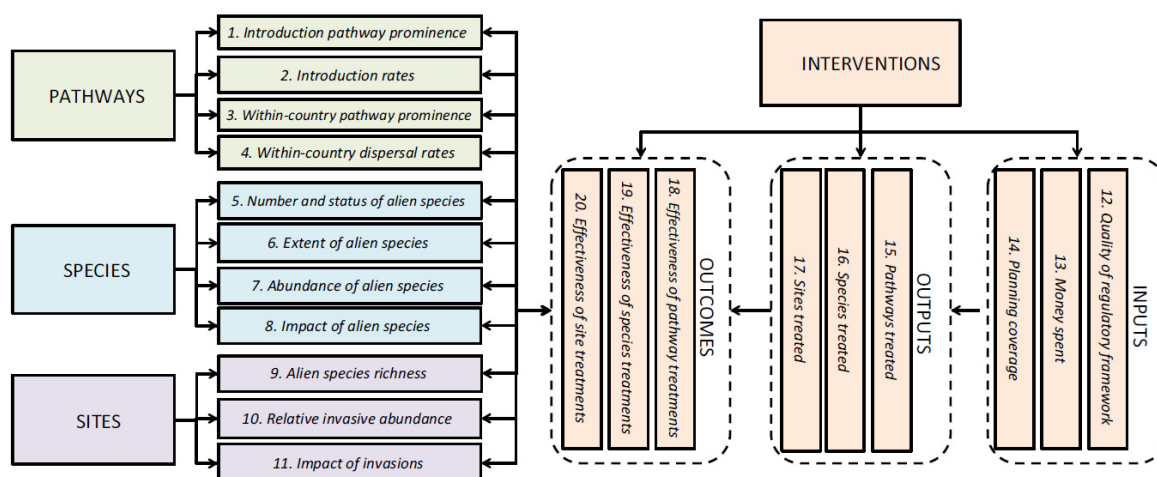 PATHWAYS
1. Introduction pathway prominence
2. Introduction rates
3. Within-country pathway prominence
4. Within-country dispersal rates
SPECIES
5. Number and status of alien species
6. Extent of alien species
7. Abundance of alien species
8. Impact of alien species
SITES
9. Alien species richness
10. Relative invasive abundance
11. Impact of invasions
INTERVENTIONS
INPUTS
12. Quality of regulatory framework
13. Money spent
14. Planning coverage
OUTPUTS
15. Pathways treated
16. Species treated
17. Sites treated
OUTCOMES
18. Effectiveness of pathway treatments
19. Effectiveness of species treatments
20. Effectiveness of site treatments